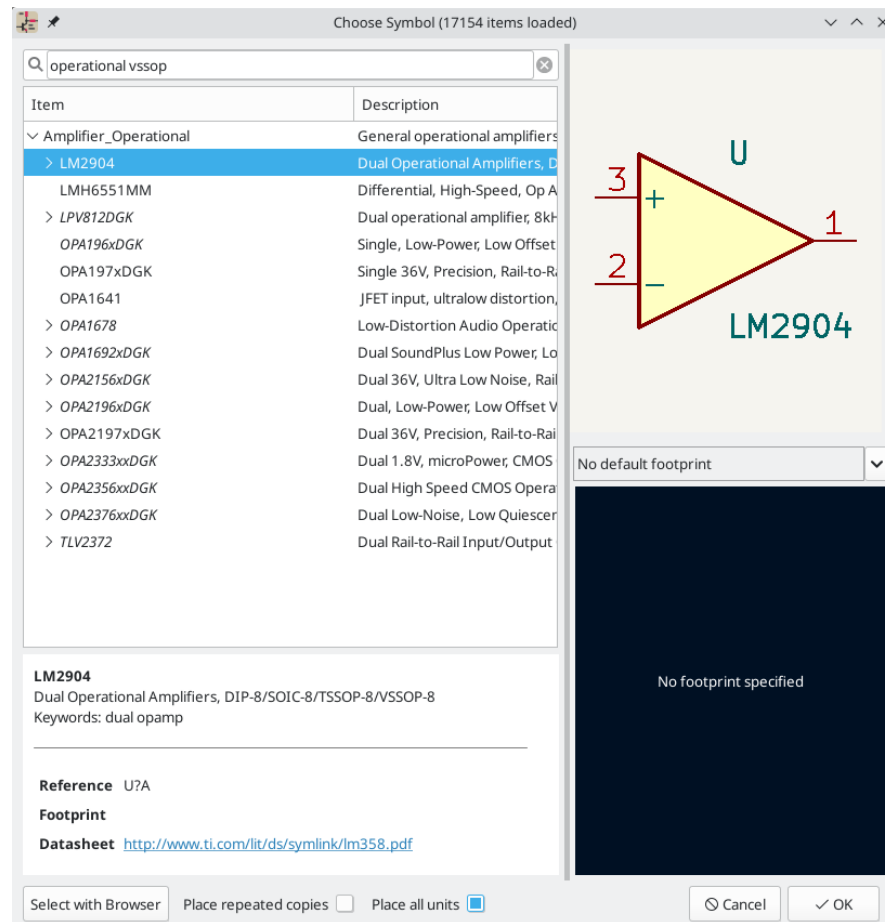 Choose Symbol (17154 items loaded)
operational vssop
Item Description
Amplifier_Operational General operational amplifiers
LM2904 Dual Operational Amplifiers, D
LMH6551MM Differential, High-Speed, Op A
LPV812DGK Dual operational amplifier, 8kH
OPA196xDGK Single, Low-Power, Low Offset
OPA197xDGK Single 36V, Precision, Rail-to-Ra
OPA1641 JFET input, ultralow distortion,
OPA1678 Low-Distortion Audio Operatio
OPA1692xDGK Dual SoundPlus Low Power, Lo
OPA2156xDGK Dual 36V, Ultra Low Noise, Rail
OPA2196xDGK Dual, Low-Power, Low Offset V
OPA2197xDGK Dual 36V, Precision, Rail-to-Rai
OPA2333xxDGK Dual 1.8V, microPower, CMOS
OPA2356xxDGK Dual High Speed CMOS Opera
OPA2376xxDGK Dual Low-Noise, Low Quiescer
TLV2372 Dual Rail-to-Rail Input/Output
LM2904
Dual Operational Amplifiers, DIP-8/SOIC-8/TSSOP-8/VSSOP-8
Keywords: dual opamp
Reference U?A
Footprint
Datasheet http://www.ti.com/lit/ds/symlink/lm358.pdf
U
3
+
1
2
−
LM2904
No default footprint
No footprint specified
Select with Browser Place repeated copies Place all units Cancel OK